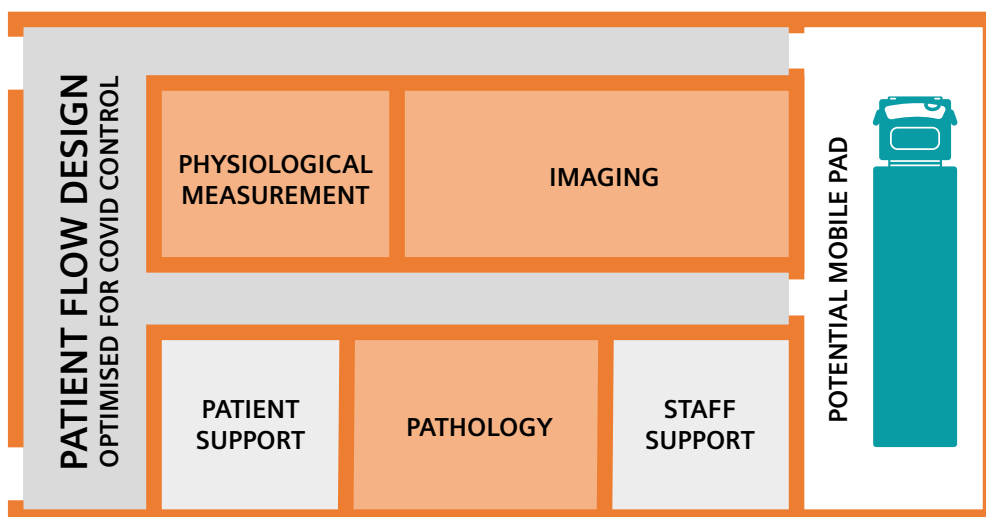 PATIENT FLOW DESIGN
OPTIMISED FOR COVID CONTROL
PHYSIOLOGICAL
MEASUREMENT
IMAGING
PATIENT
SUPPORT
PATHOLOGY
STAFF
SUPPORT
POTENTIAL MOBILE PAD